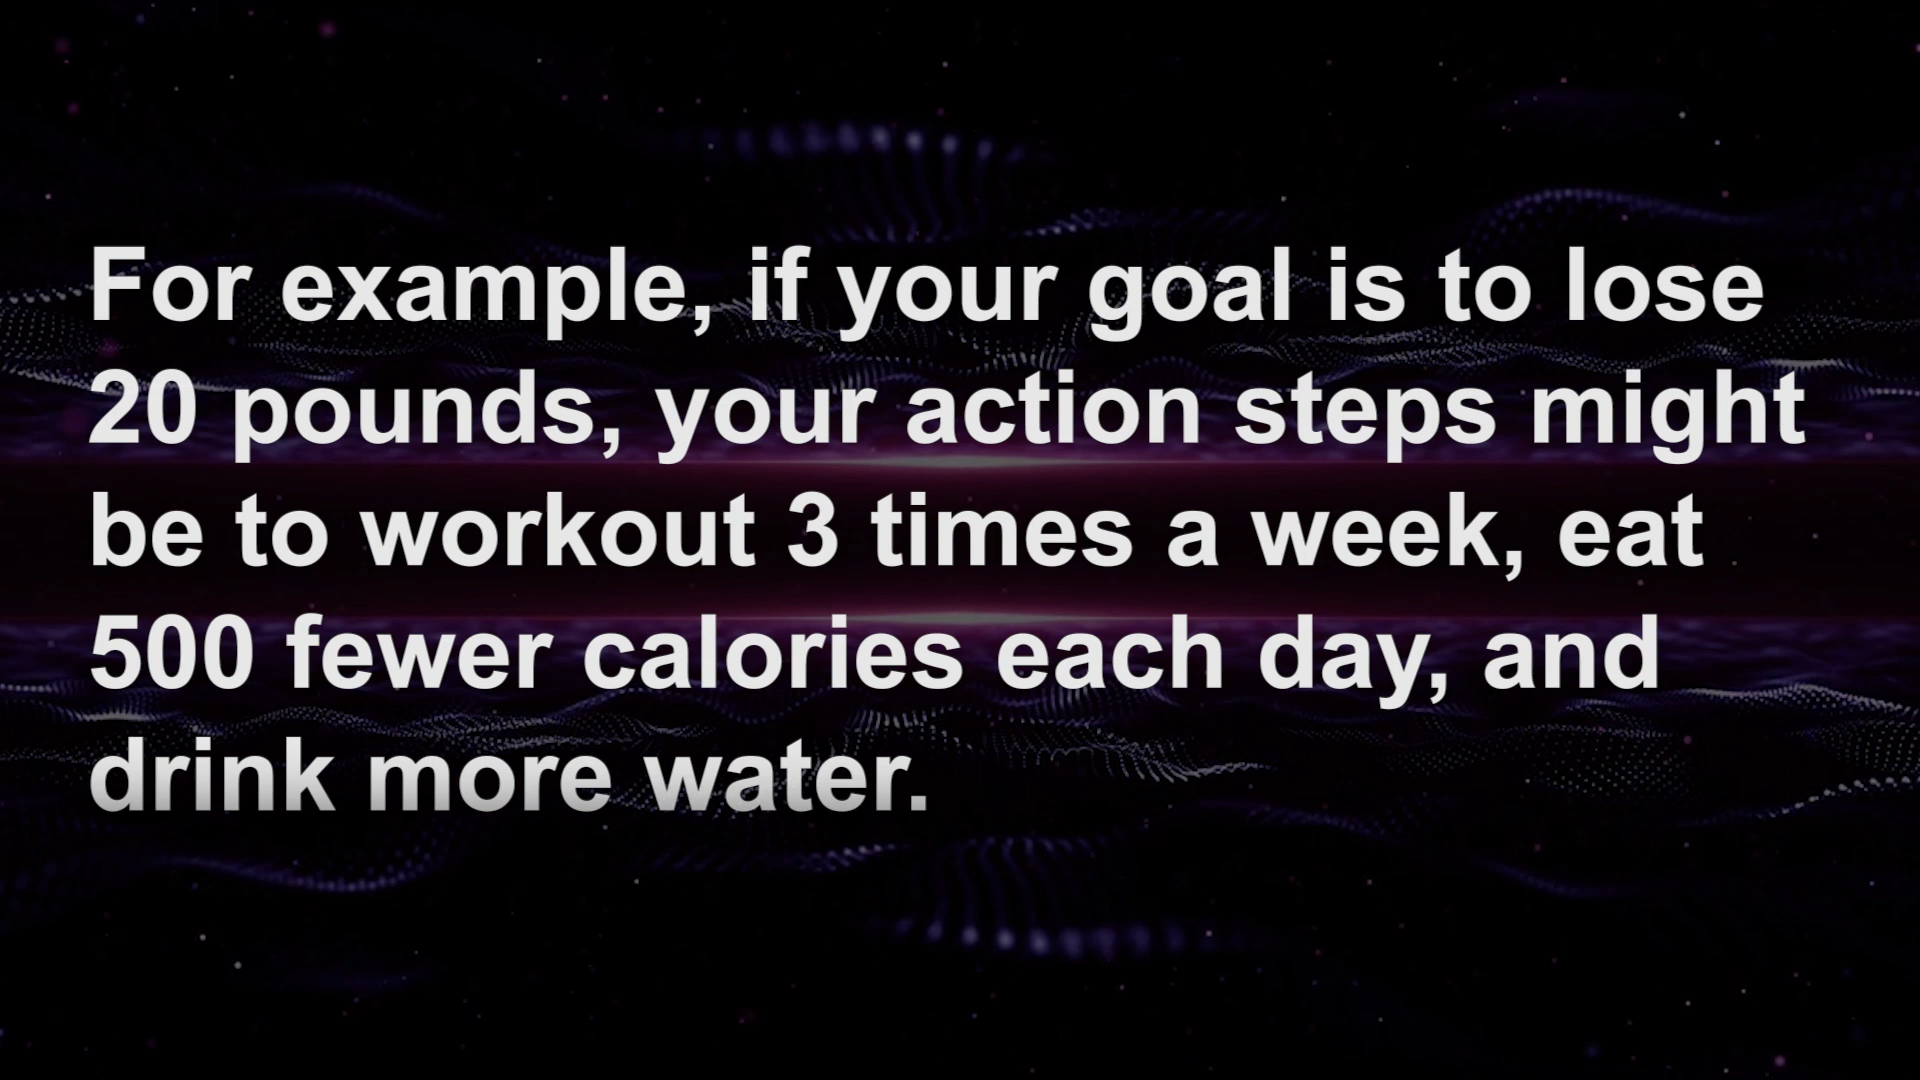 For example, if your goal is to lose
20 pounds, your action steps might
be to workout 3 times a week, eat
500 fewer calories each day, and
drink more water.